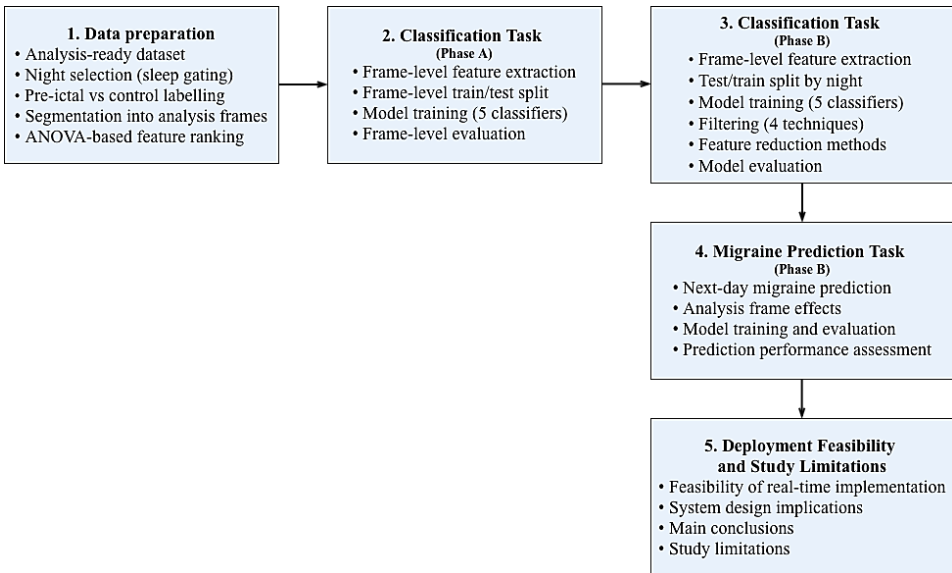 1. Data preparation
• Analysis-ready dataset
• Night selection (sleep gating)
• Pre-ictal vs control labelling
• Segmentation into analysis frames
• ANOVA-based feature ranking
2. Classification Task
(Phase A)
• Frame-level feature extraction
• Frame-level train/test split
• Model training (5 classifiers)
• Frame-level evaluation
3. Classification Task
(Phase B)
• Frame-level feature extraction
• Test/train split by night
• Model training (5 classifiers)
• Filtering (4 techniques)
• Feature reduction methods
• Model evaluation
4. Migraine Prediction Task
(Phase B)
• Next-day migraine prediction
• Analysis frame effects
• Model training and evaluation
• Prediction performance assessment
5. Deployment Feasibility
and Study Limitations
• Feasibility of real-time implementation
• System design implications
• Main conclusions
• Study limitations